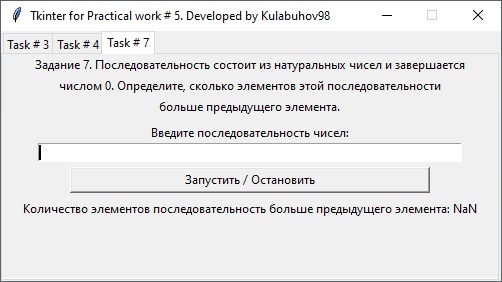 Tkinter for Practical work # 5. Developed by Kulabuhov98
Task # 3 Task # 4 Task # 7
Задание 7. Последовательность состоит из натуральных чисел и завершается
числом 0. Определите, сколько элементов этой последовательности
больше предыдущего элемента.
Введите последовательность чисел:
Запустить / Остановить
Количество элементов последовательность больше предыдущего элемента: NaN